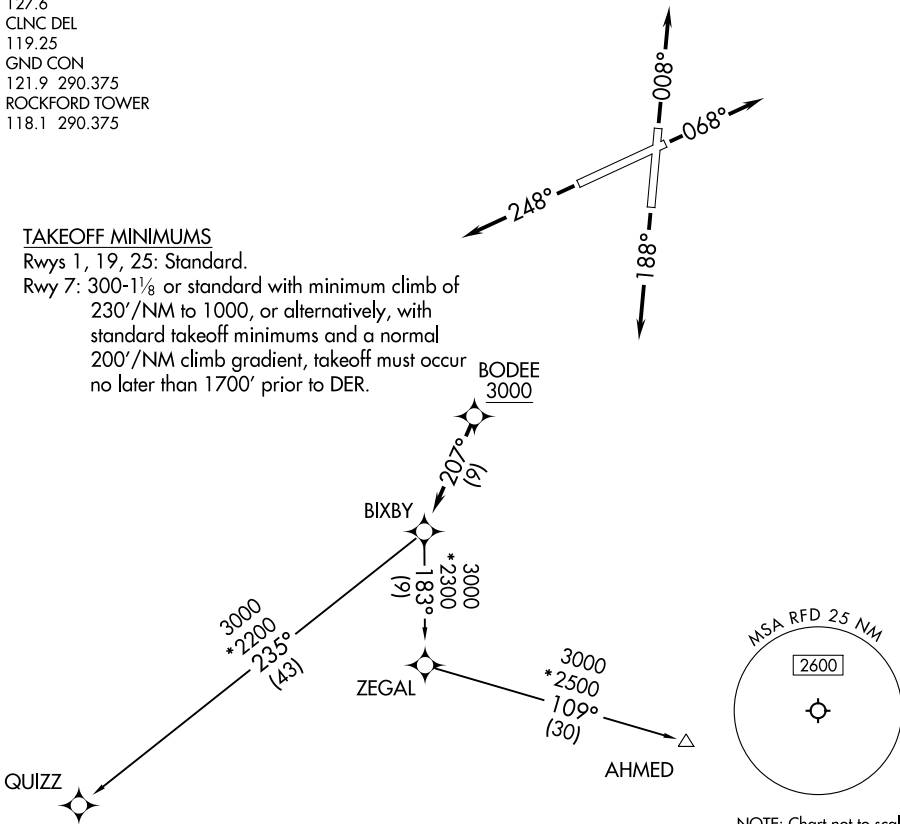 127.6
CLNC DEL
119.25
GND CON
121.9 290.375
ROCKFORD TOWER
118.1 290.375
008°
068°
248°
188°
TAKEOFF MINIMUMS
Rwys 1, 19, 25: Standard.
Rwy 7: 300-1⅛ or standard with minimum climb of
230'/NM to 1000, or alternatively, with
standard takeoff minimums and a normal
200'/NM climb gradient, takeoff must occur
no later than 1700' prior to DER.
BODEE
3000
207°
(9)
BIXBY
3000
*2300
183°
(9)
3000
*2200
235°
(43)
ZEGAL
3000
*2500
109°
(30)
AHMED
QUIZZ
MSA RFD 25 NM
2600
NOTE: Chart not to scal